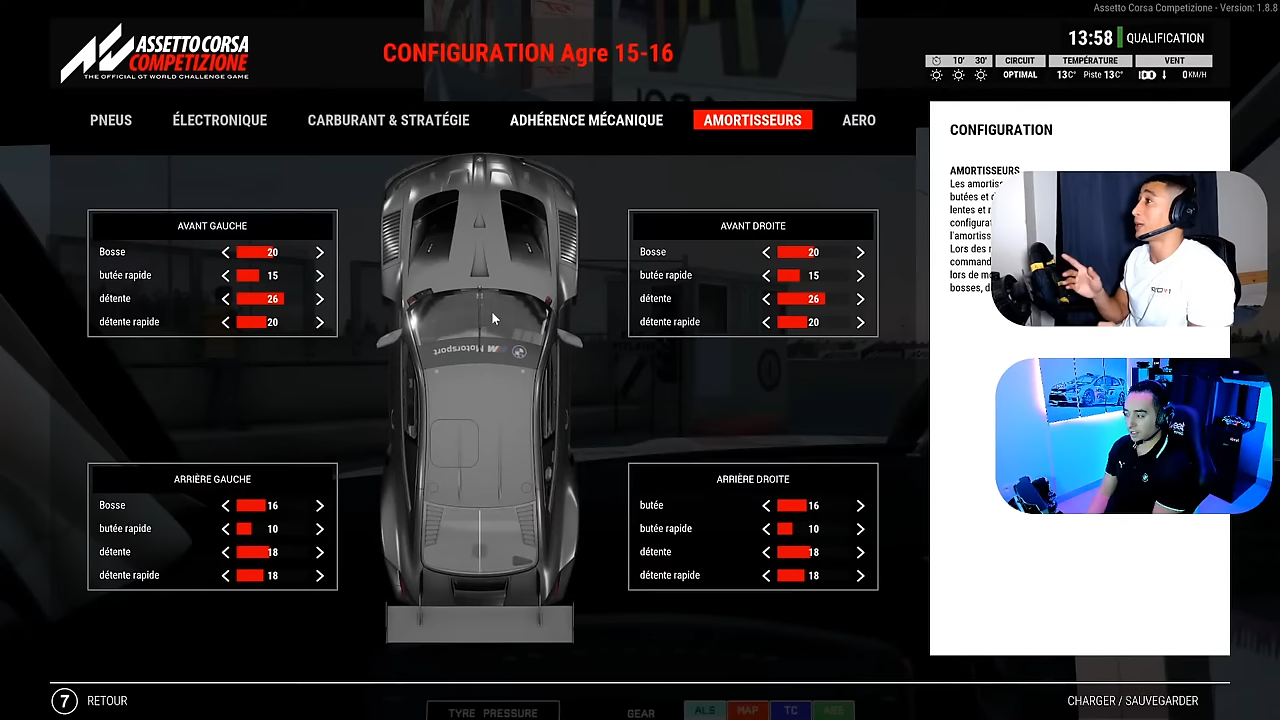 Assetto Corsa Competizione - Version: 1.8.8
ASSETTO CORSA
COMPETIZIONE
THE OFFICIAL GT WORLD CHALLENGE GAME
CONFIGURATION Agre 15-16
13:58 QUALIFICATION
10' 30' CIRCUIT TEMPÉRATURE VENT
OPTIMAL 13C° Piste 13C° 0KM/H
PNEUS ÉLECTRONIQUE CARBURANT & STRATÉGIE ADHÉRENCE MÉCANIQUE AMORTISSEURS AERO
AVANT GAUCHE
Bosse 20
butée rapide 15
détente 26
détente rapide 20
AVANT DROITE
Bosse 20
butée rapide 15
détente 26
détente rapide 20
Motorsport
ARRIÈRE GAUCHE
Bosse 16
butée rapide 10
détente 18
détente rapide 18
ARRIÈRE DROITE
butée 16
butée rapide 10
détente 18
détente rapide 18
CONFIGURATION
AMORTISSEURS
Les
butées et
lentes et
Lors des
lors de
7 RETOUR
CHARGER / SAUVEGARDER
TYRE PRESSURE GEAR MAP TC ABS